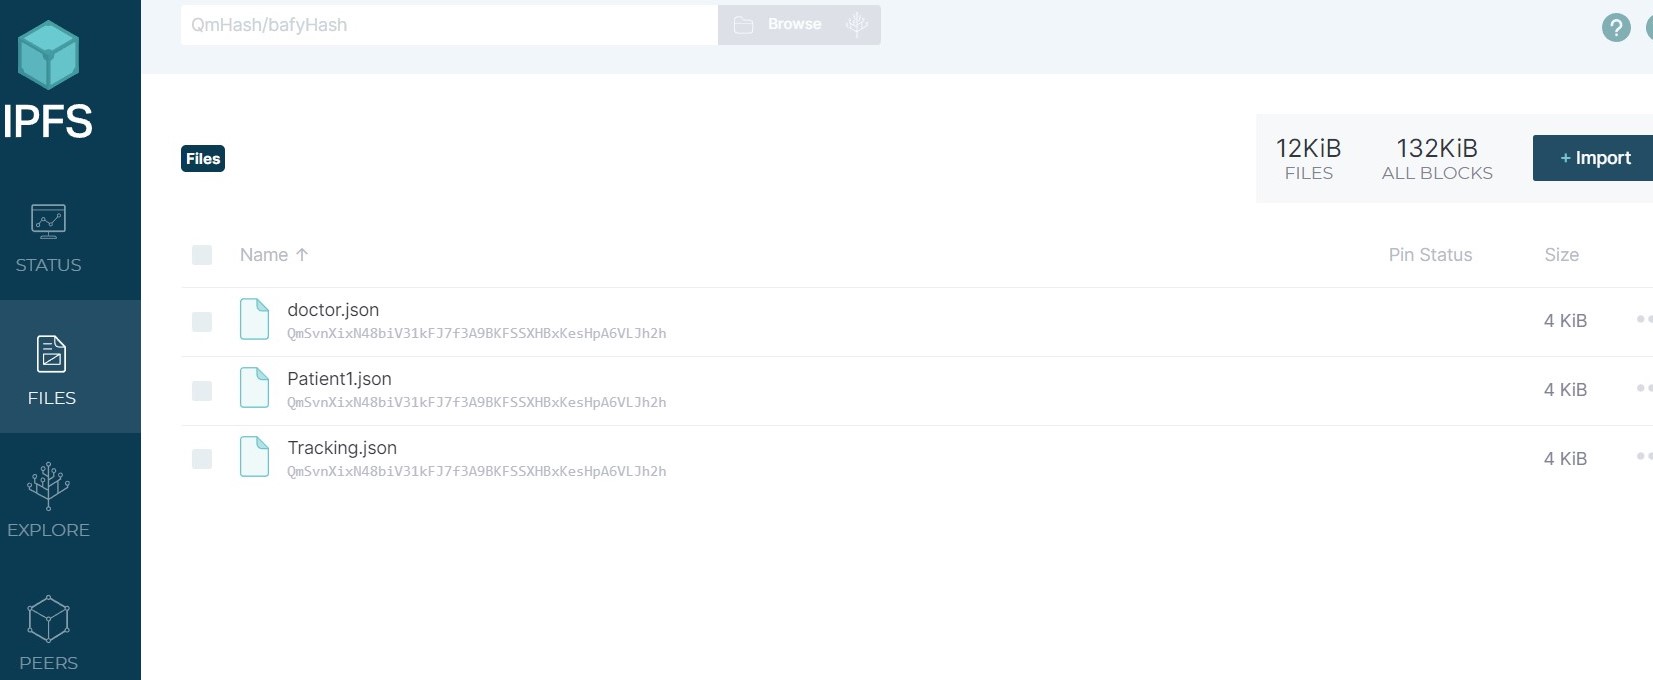 QmHash/bafyHash
Browse
?
IPFS
Files
12KiB
FILES
132KiB
ALL BLOCKS
+ Import
STATUS
FILES
EXPLORE
PEERS
Name ↑
Pin Status
Size
doctor.json
QmSvnXixN48biV31kFJ7f3A9BKFSSXHBxKesHpA6VLJh2h
4 KiB
Patient1.json
QmSvnXixN48biV31kFJ7f3A9BKFSSXHBxKesHpA6VLJh2h
4 KiB
Tracking.json
QmSvnXixN48biV31kFJ7f3A9BKFSSXHBxKesHpA6VLJh2h
4 KiB